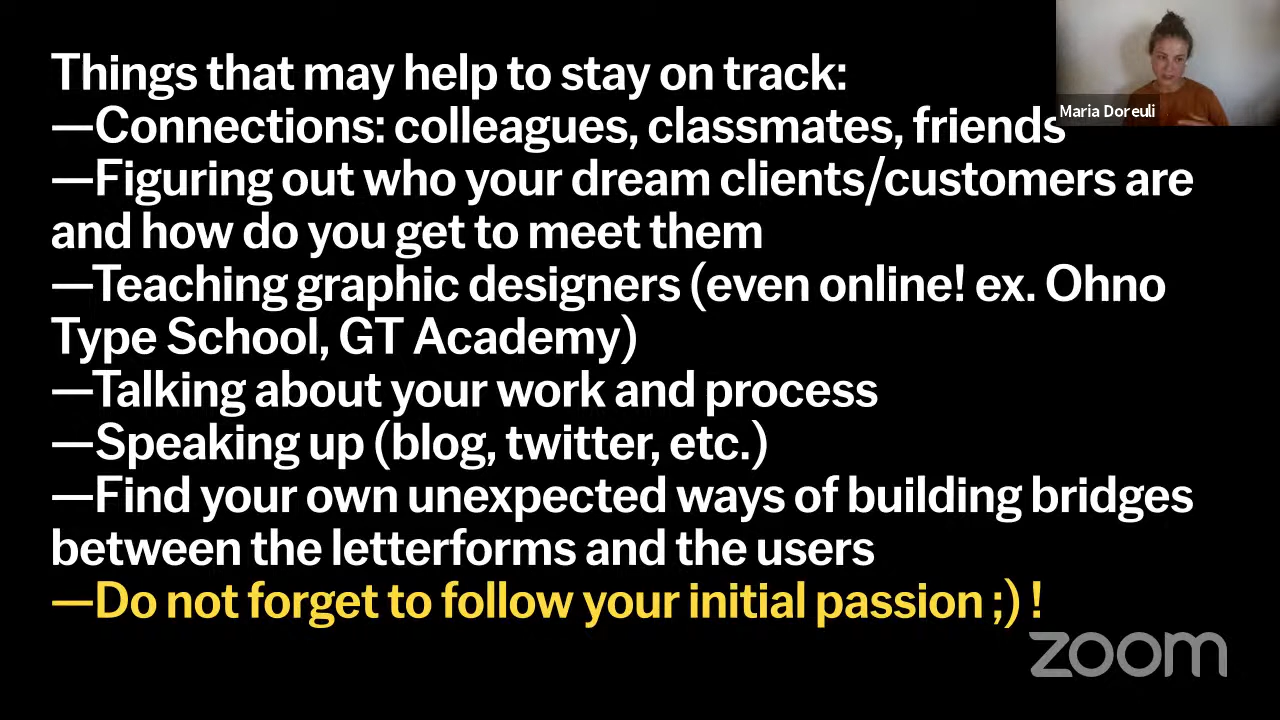 Things that may help to stay on track:
—Connections: colleagues, classmates, friends
Maria Doreuli
—Figuring out who your dream clients/customers are
and how do you get to meet them
—Teaching graphic designers (even online! ex. Ohno
Type School, GT Academy)
—Talking about your work and process
—Speaking up (blog, twitter, etc.)
—Find your own unexpected ways of building bridges
between the letterforms and the users
—Do not forget to follow your initial passion ;) !
zoom